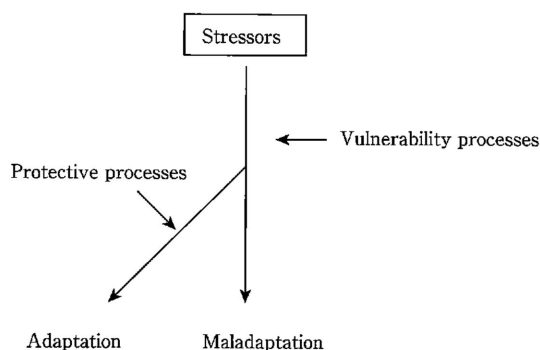 Stressors
Vulnerability processes
Protective processes
Adaptation
Maladaptation